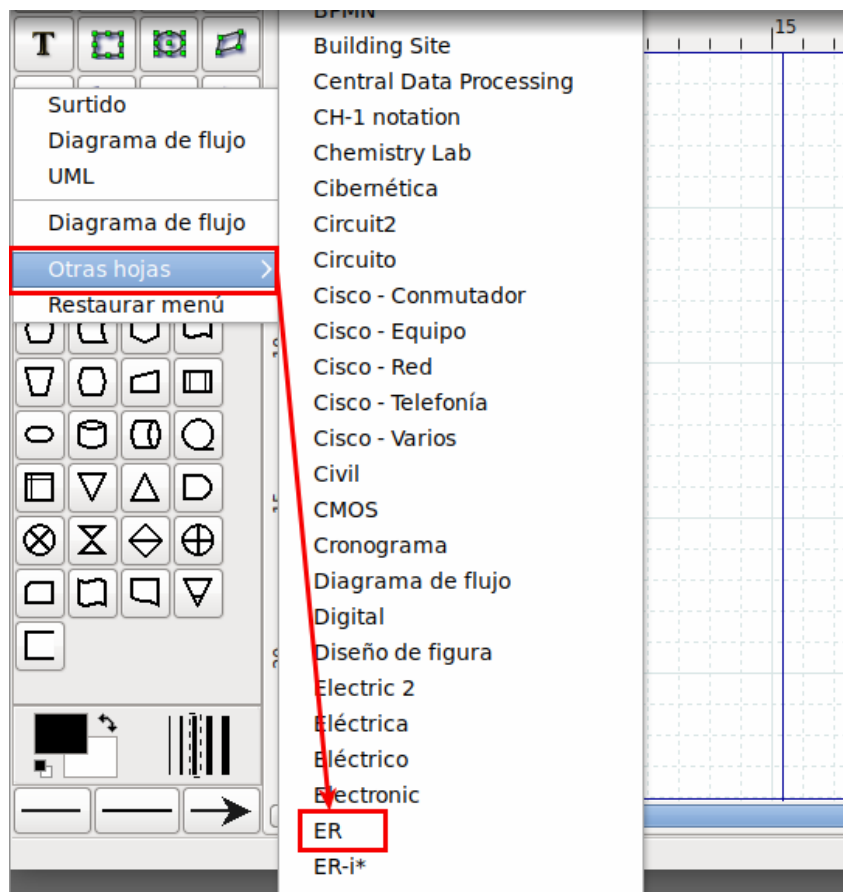 T
Surtido
Diagrama de flujo
UML
Diagrama de flujo
Otras hojas
Restaurar menú
BPMN
Building Site
Central Data Processing
CH-1 notation
Chemistry Lab
Cibernética
Circuit2
Circuito
Cisco - Conmutador
Cisco - Equipo
Cisco - Red
Cisco - Telefonía
Cisco - Varios
Civil
CMOS
Cronograma
Diagrama de flujo
Digital
Diseño de figura
Electric 2
Eléctrica
Eléctrico
Electronic
ER
ER-i*
15
15